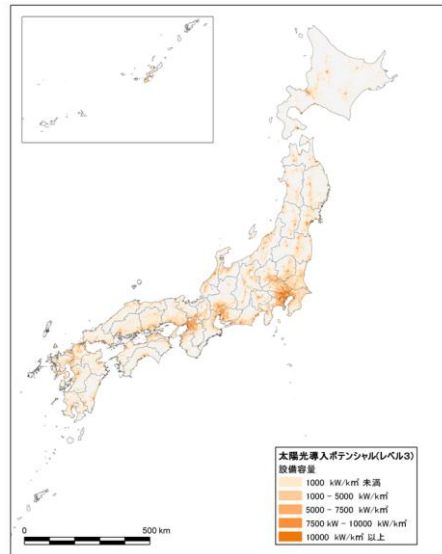 太陽光導入ポテンシャル(レベル3)
設備容量
1000 kW/k㎡ 未満
1000 - 5000 kW/k㎡
5000 - 7500 kW/k㎡
7500 kW - 10000 kW/k㎡
10000 kW/k㎡ 以上
0 500 km